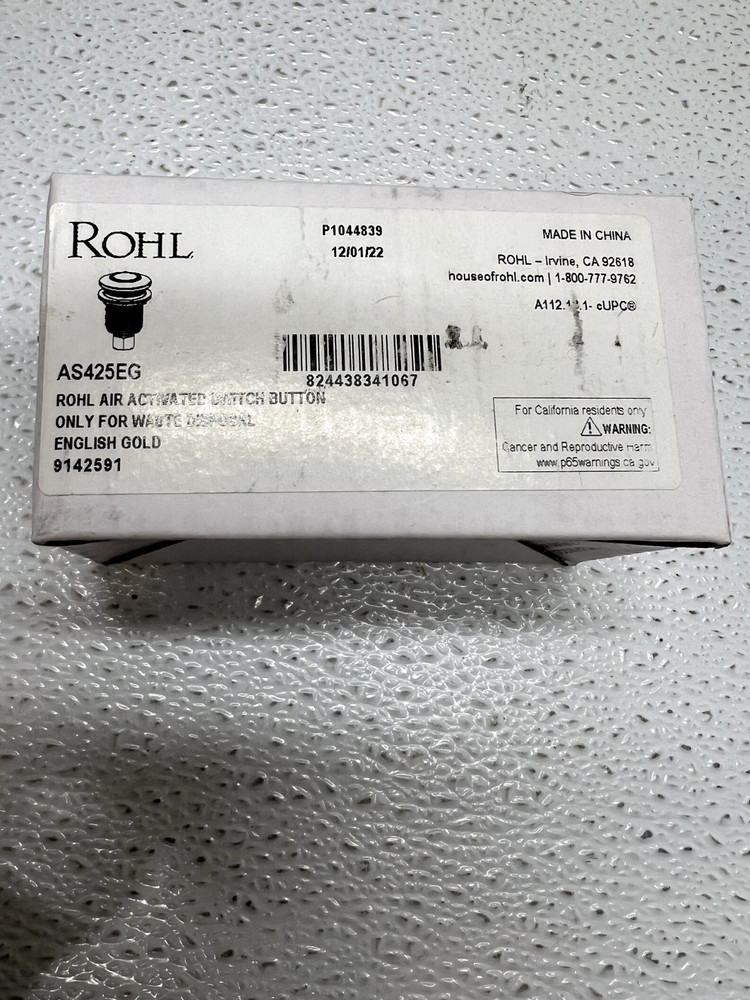 ROHL
P1044839
12/01/22
MADE IN CHINA
ROHL – Irvine, CA 92618
houseofrohl.com | 1-800-777-9762
cUPC®
824438341067
AS425EG
ROHL AIR ACTIVATED SWITCH BUTTON
ONLY FOR WASTE DISPOSAL
ENGLISH GOLD
9142591
For California residents only
WARNING:
Cancer and Reproductive Harm
www.p65warnings.ca.gov